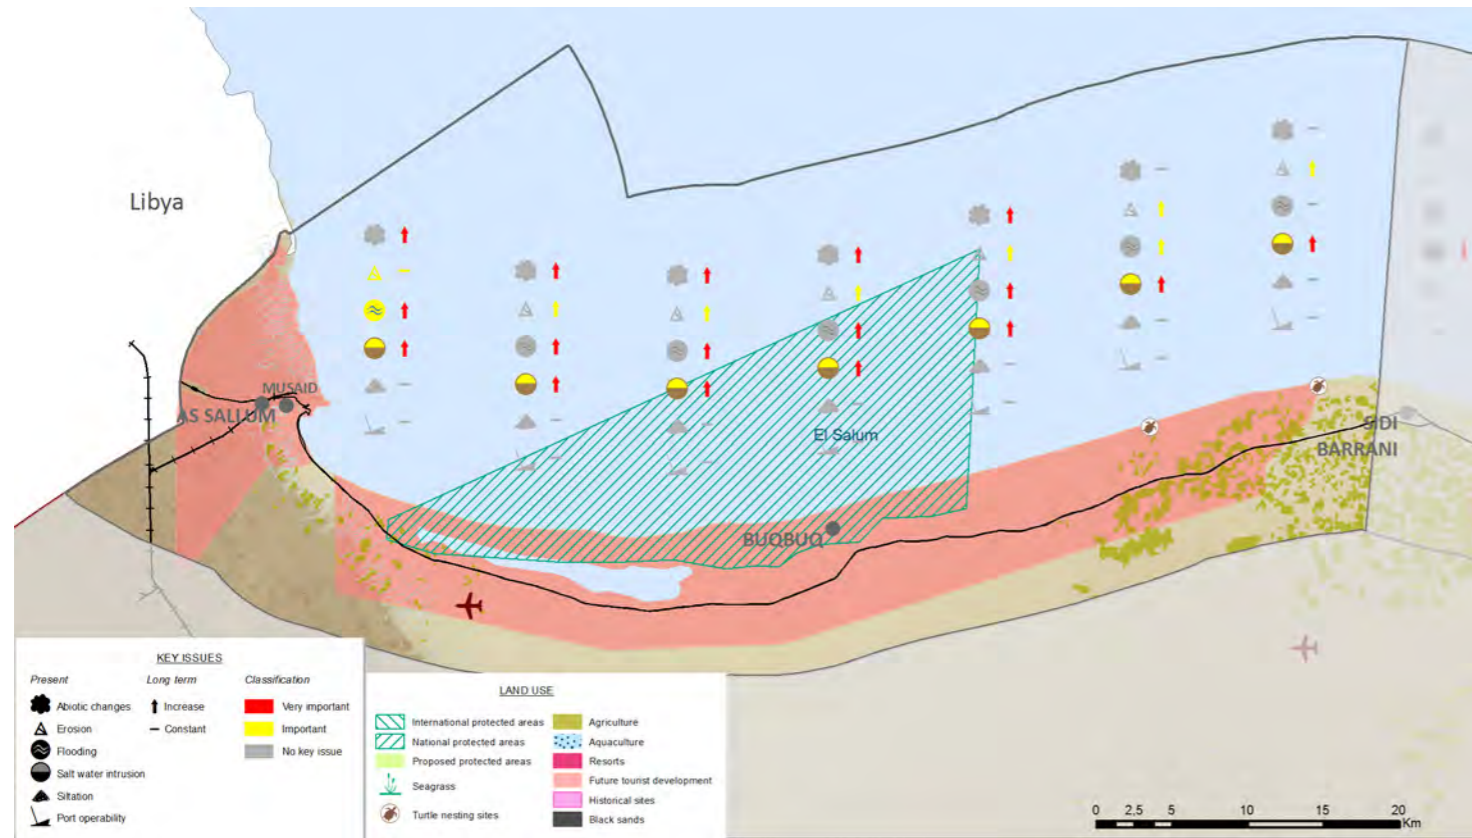 Libya
MUSAID
AS SALLUM
El Salum
SIDI
BARRANI
BUQBUQ
KEY ISSUES
Present
Long term
Classification
Abiotic changes
Increase
Very important
Erosion
Constant
Important
Flooding
No key issue
Salt water intrusion
Siltation
Port operability
LAND USE
International protected areas
Agriculture
National protected areas
Aquaculture
Proposed protected areas
Resorts
Seagrass
Future tourist development
Historical sites
Turtle nesting sites
Black sands
0 2,5 5 10 15 20
Km